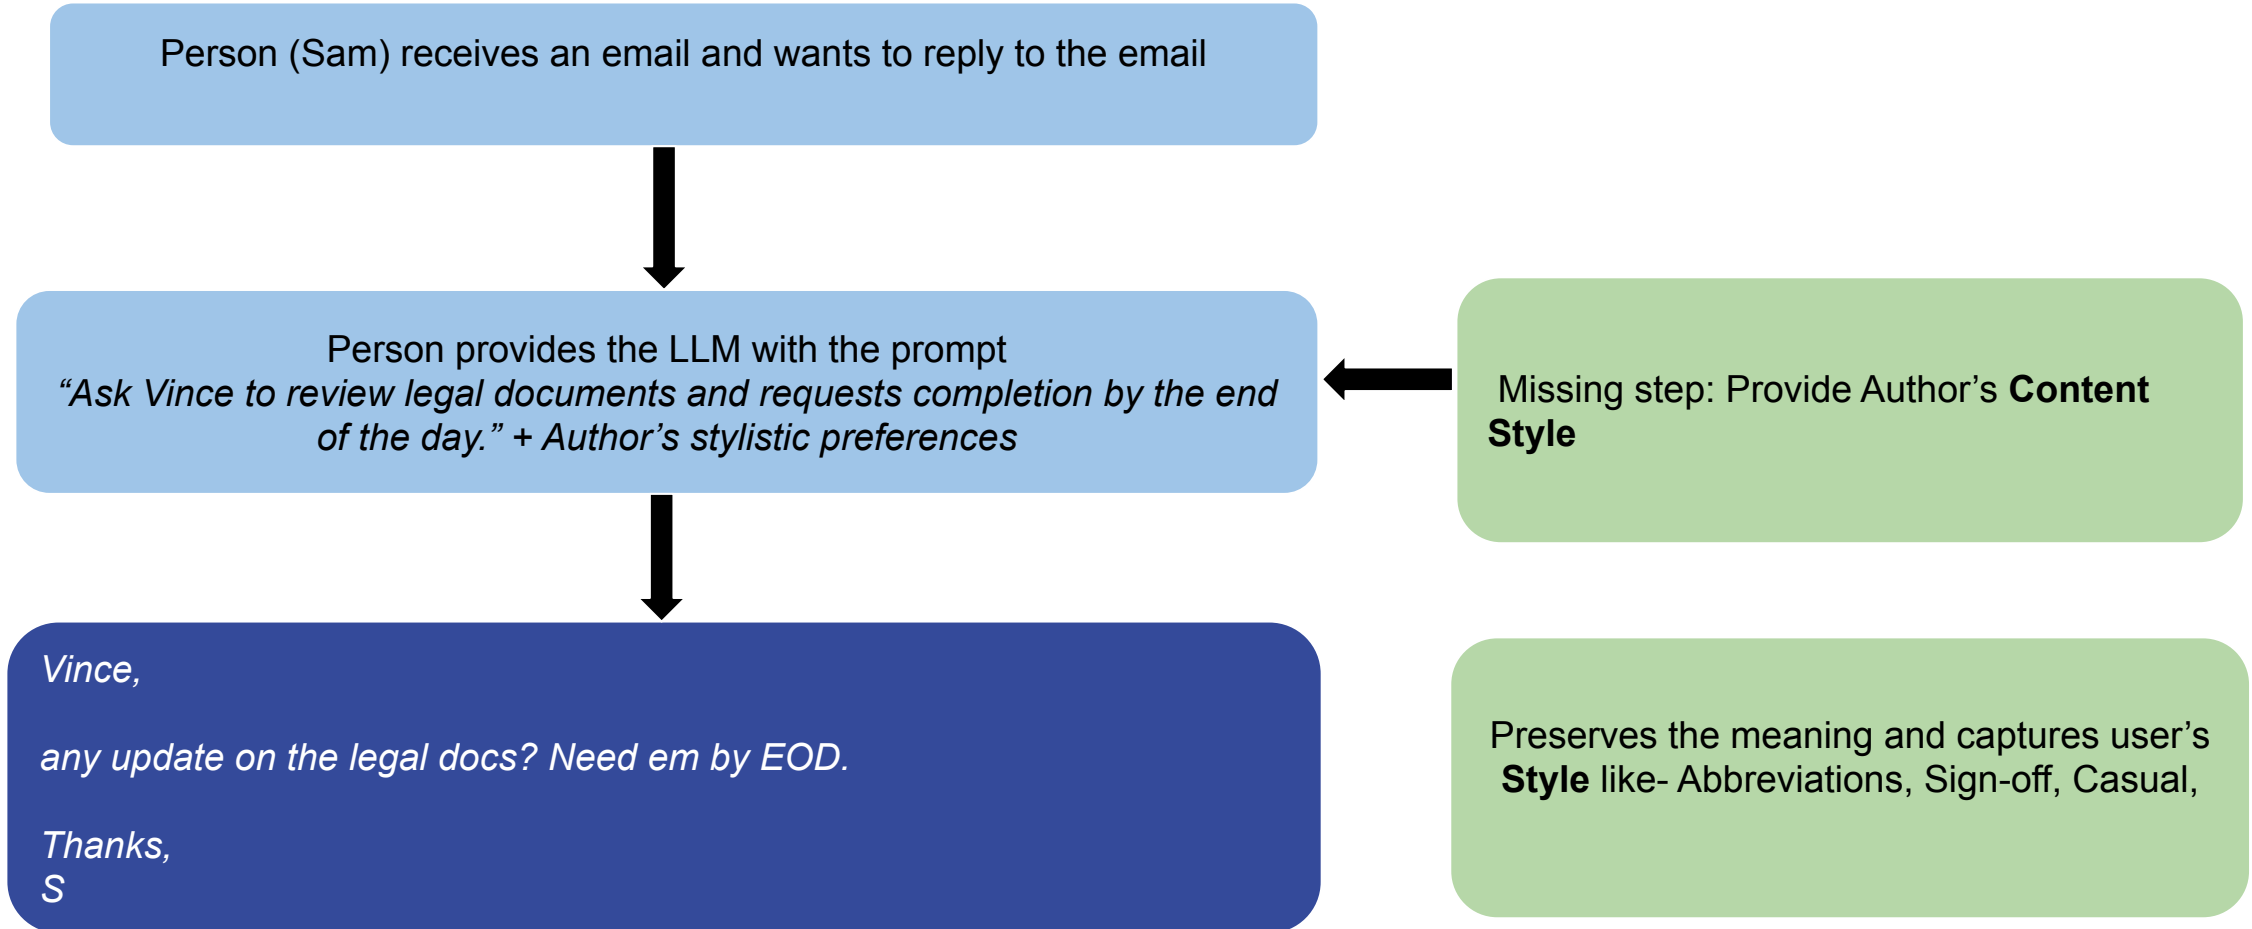 Person (Sam) receives an email and wants to reply to the email
Person provides the LLM with the prompt
“Ask Vince to review legal documents and requests completion by the end
of the day.” + Author’s stylistic preferences
Missing step: Provide Author’s Content
Style
Vince,
any update on the legal docs? Need em by EOD.
Thanks,
S
Preserves the meaning and captures user’s
Style like- Abbreviations, Sign-off, Casual,